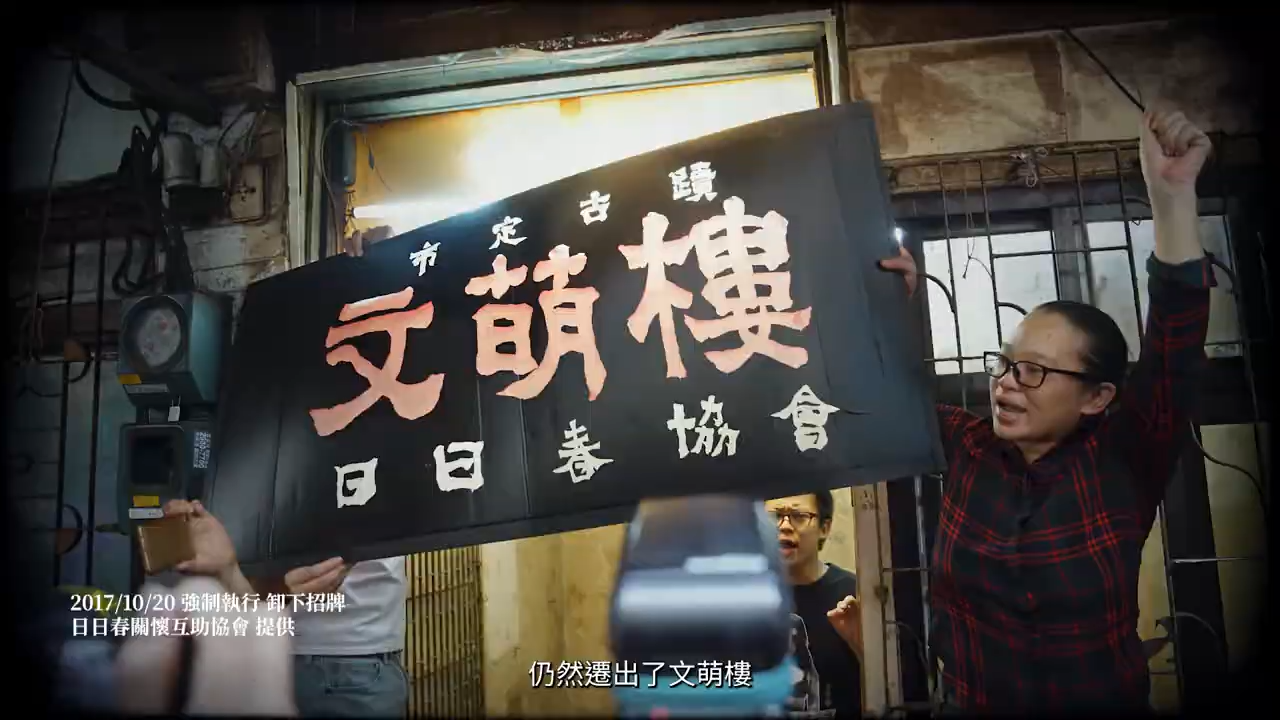 市定古蹟
文萌樓
日日春協會
2017/10/20 強制執行 卸下招牌
日日春關懷互助協會 提供
仍然遷出了文萌樓